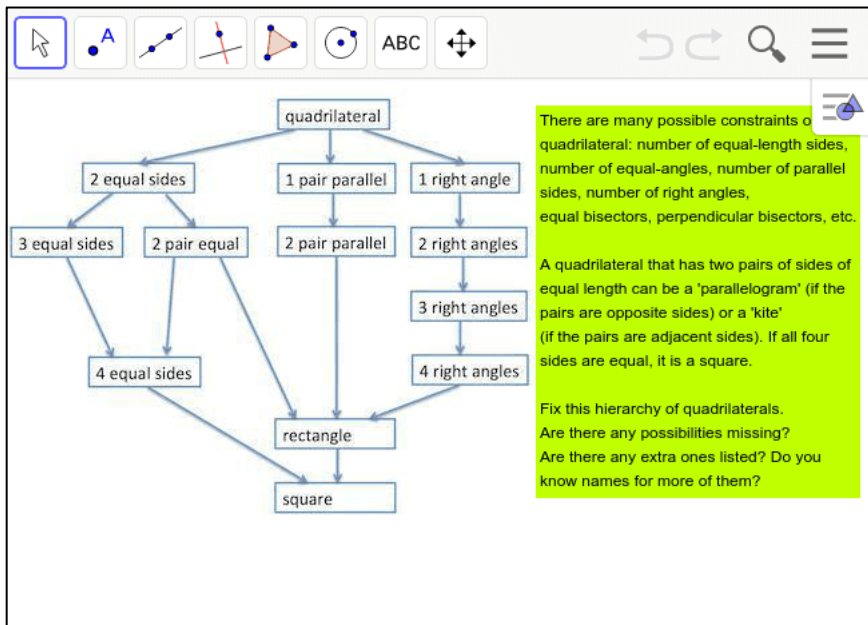 A
ABC
quadrilateral
2 equal sides
1 pair parallel
1 right angle
3 equal sides
2 pair equal
2 pair parallel
2 right angles
3 right angles
4 equal sides
4 right angles
rectangle
square
There are many possible constraints
quadrilateral: number of equal-length sides,
number of equal-angles, number of parallel
sides, number of right angles,
equal bisectors, perpendicular bisectors, etc.
A quadrilateral that has two pairs of sides of
equal length can be a 'parallelogram' (if the
pairs are opposite sides) or a 'kite'
(if the pairs are adjacent sides). If all four
sides are equal, it is a square.
Fix this hierarchy of quadrilaterals.
Are there any possibilities missing?
Are there any extra ones listed? Do you
know names for more of them?